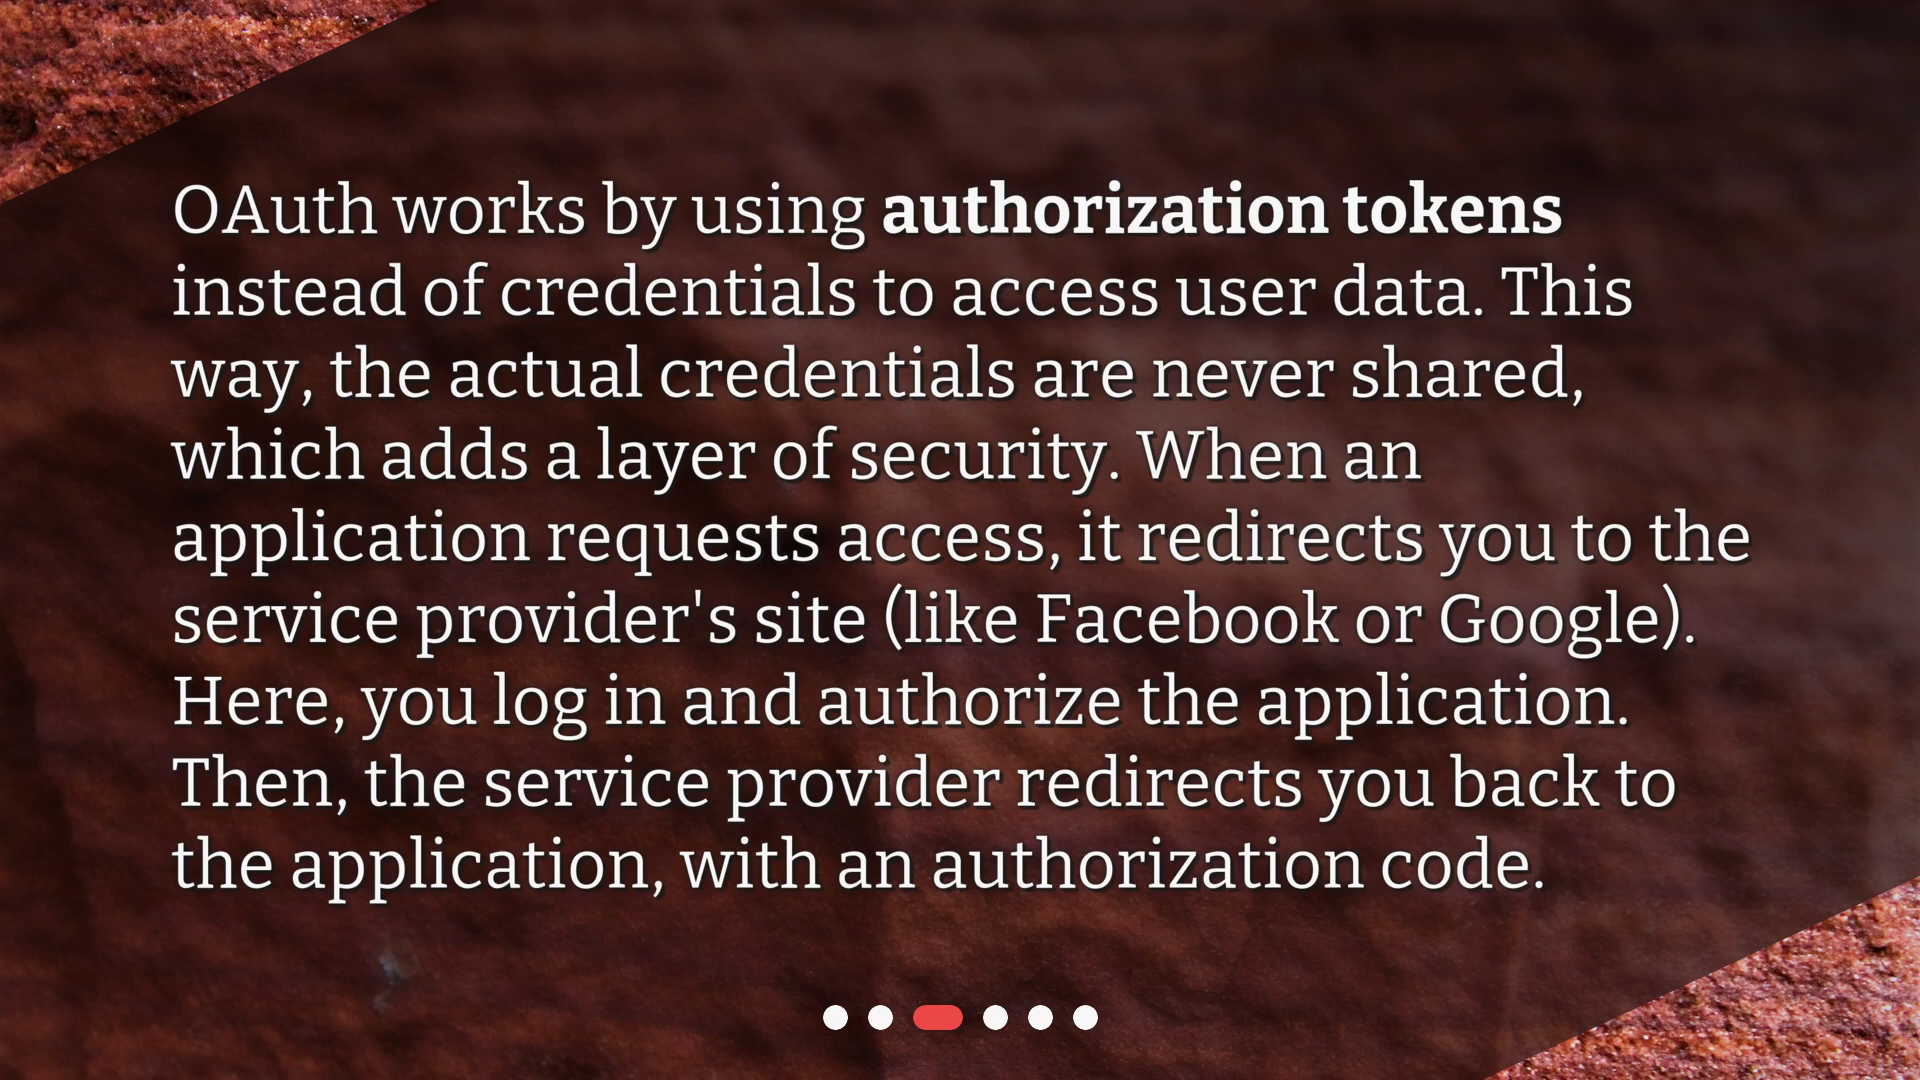 OAuth works by using authorization tokens
instead of credentials to access user data. This
way, the actual credentials are never shared,
which adds a layer of security. When an
application requests access, it redirects you to the
service provider's site (like Facebook or Google).
Here, you log in and authorize the application.
Then, the service provider redirects you back to
the application, with an authorization code.